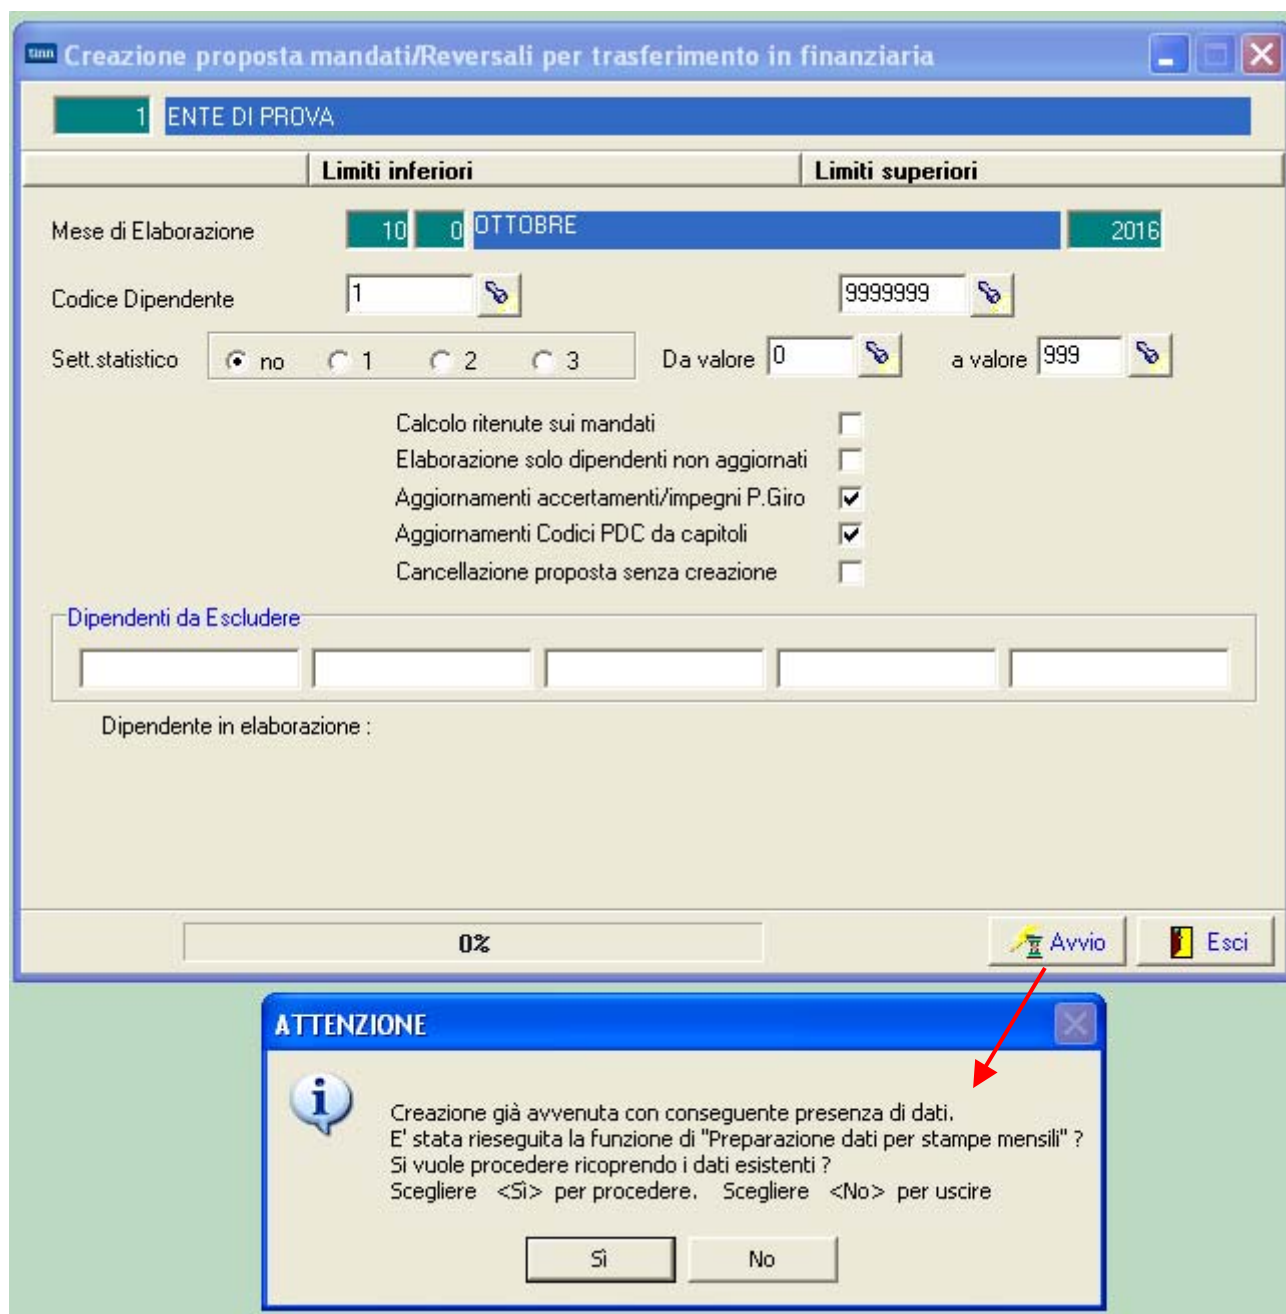 tinn Creazione proposta mandati/Reversali per trasferimento in finanziaria
1 ENTE DI PROVA
Limiti inferiori Limiti superiori
Mese di Elaborazione 10 0 OTTOBRE 2016
Codice Dipendente 1 9999999
Sett.statistico no 1 2 3 Da valore 0 a valore 999
Calcolo ritenute sui mandati
Elaborazione solo dipendenti non aggiornati
Aggiornamenti accertamenti/impegni P.Giro
Aggiornamenti Codici PDC da capitoli
Cancellazione proposta senza creazione
Dipendenti da Escludere
Dipendente in elaborazione :
0% Avvio Esci
ATTENZIONE
Creazione già avvenuta con conseguente presenza di dati.
E' stata rieseguita la funzione di "Preparazione dati per stampe mensili" ?
Si vuole procedere ricoprendo i dati esistenti ?
Scegliere <Sì> per procedere. Scegliere <No> per uscire
Sì No